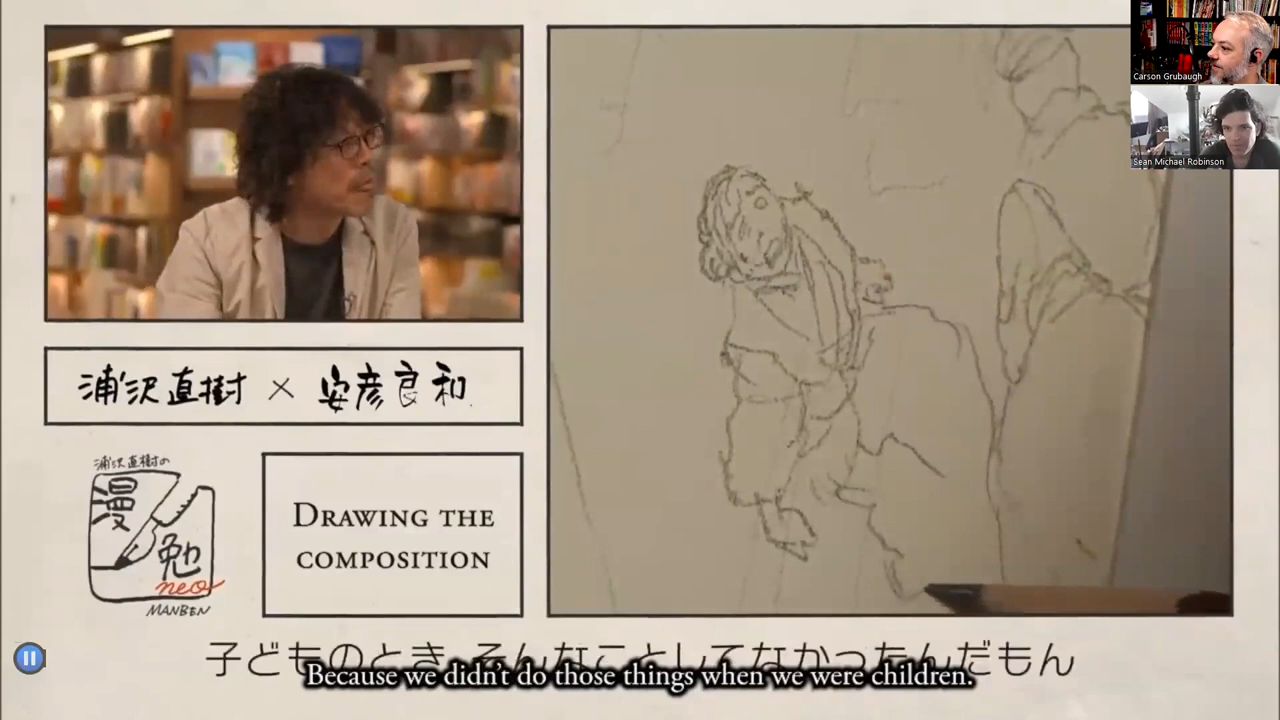 Carson Grubaugh
Sean Michael Robinson
浦沢直樹 × 安彦良和
浦沢直樹の
漫
勉
neo
MANBEN
DRAWING THE
COMPOSITION
子どものとき そんなことしてなかったんだもん
Because we didn't do those things when we were children.